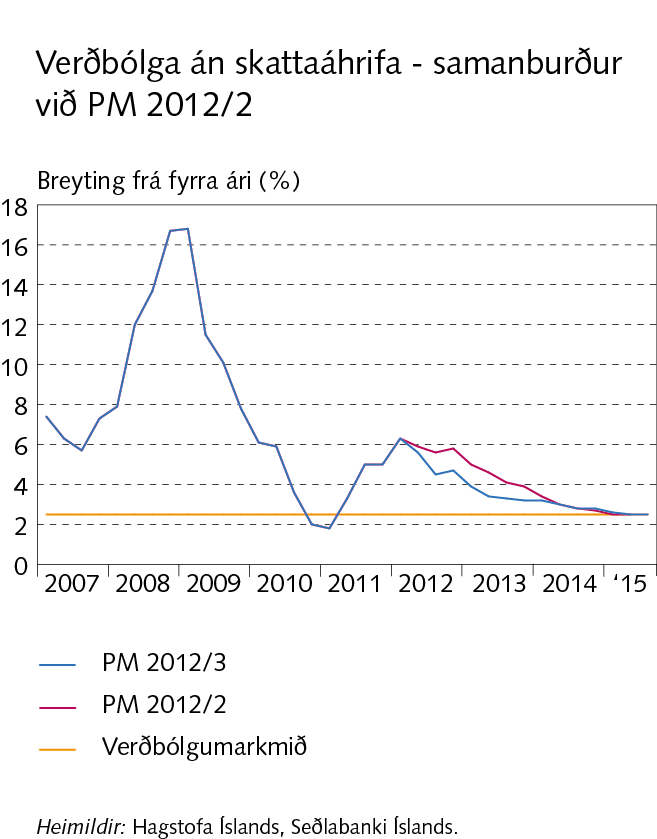 Verðbólga án skattaáhrifa - samanburður
við PM 2012/2
Breyting frá fyrra ári (%)
18
16
14
12
10
8
6
4
2
0
2007 2008 2009 2010 2011 2012 2013 2014 ‘15
PM 2012/3
PM 2012/2
Verðbólgumarkmið
Heimildir: Hagstofa Íslands, Seðlabanki Íslands.